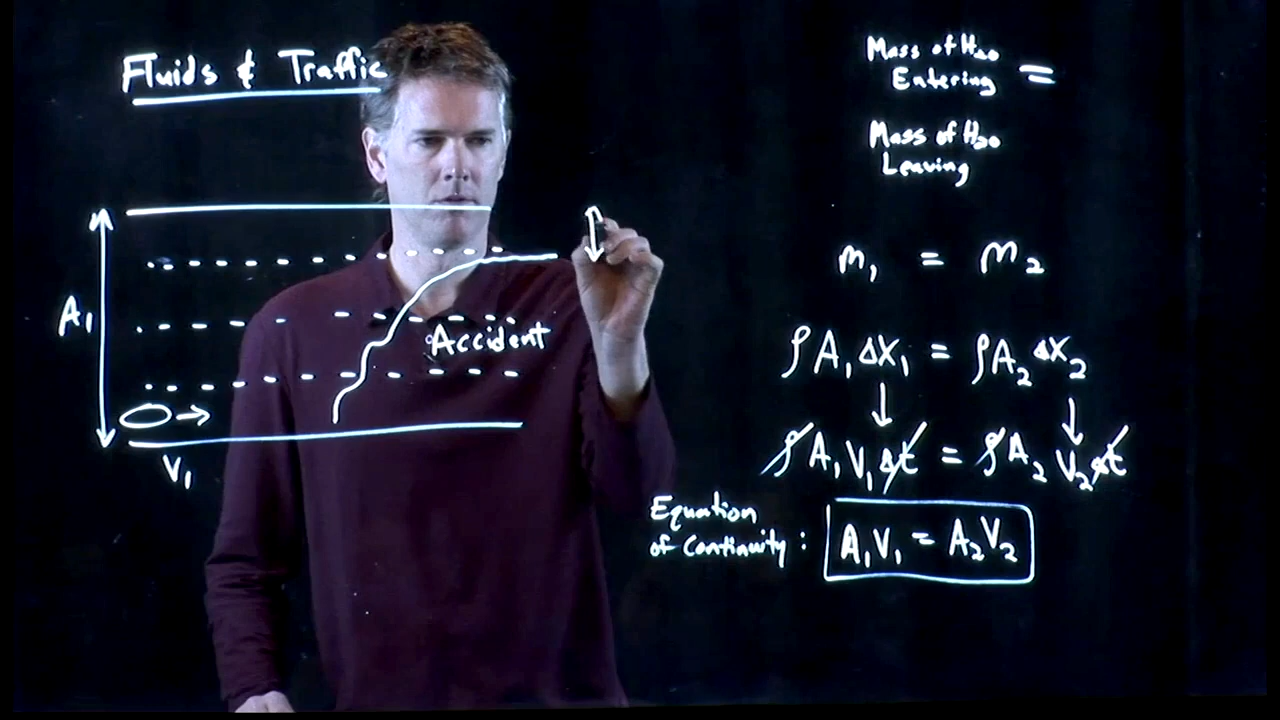 Fluids & Traffic
A₁
V₁
Accident
Mass of H₂O
Entering =
Mass of H₂O
Leaving
m₁ = m₂
ρA₁Δx₁ = ρA₂Δx₂
ρA₁V₁Δt = ρA₂V₂Δt
Equation
of Continuity: A₁V₁ = A₂V₂